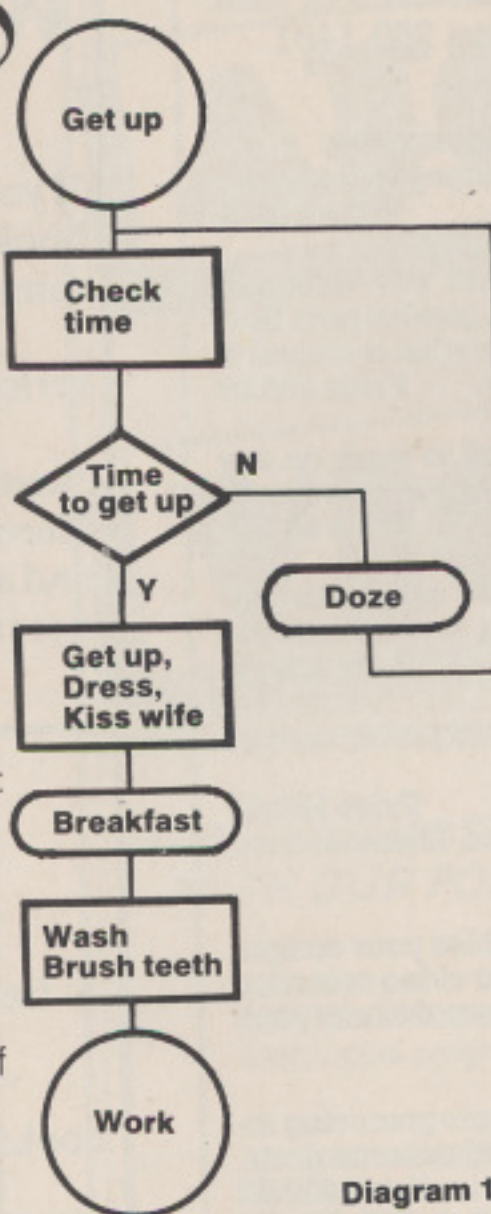 Get up
Check
time
Time
to get up
N
Y
Doze
Get up,
Dress,
Kiss wife
Breakfast
Wash
Brush teeth
f
Work
Diagram 1